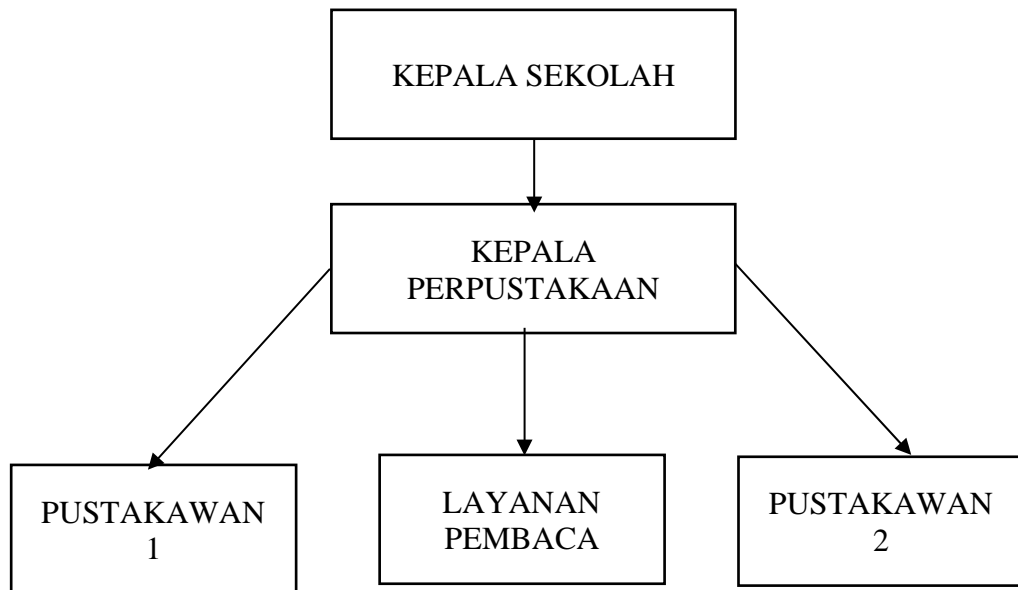 KEPALA SEKOLAH
KEPALA
PERPUSTAKAAN
PUSTAKAWAN
1
LAYANAN
PEMBACA
PUSTAKAWAN
2